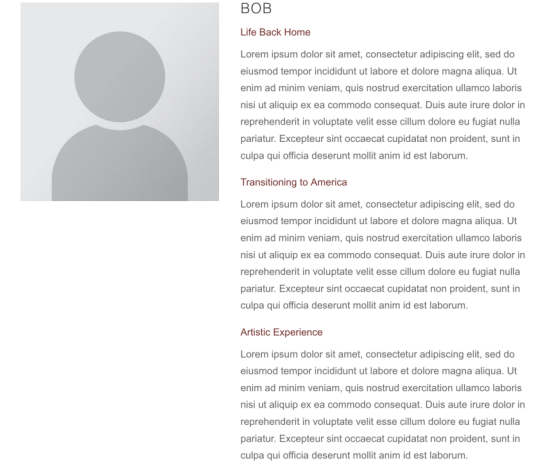 BOB
Life Back Home
Lorem ipsum dolor sit amet, consectetur adipiscing elit, sed do
eiusmod tempor incididunt ut labore et dolore magna aliqua. Ut
enim ad minim veniam, quis nostrud exercitation ullamco laboris
nisi ut aliquip ex ea commodo consequat. Duis aute irure dolor in
reprehenderit in voluptate velit esse cillum dolore eu fugiat nulla
pariatur. Excepteur sint occaecat cupidatat non proident, sunt in
culpa qui officia deserunt mollit anim id est laborum.
Transitioning to America
Lorem ipsum dolor sit amet, consectetur adipiscing elit, sed do
eiusmod tempor incididunt ut labore et dolore magna aliqua. Ut
enim ad minim veniam, quis nostrud exercitation ullamco laboris
nisi ut aliquip ex ea commodo consequat. Duis aute irure dolor in
reprehenderit in voluptate velit esse cillum dolore eu fugiat nulla
pariatur. Excepteur sint occaecat cupidatat non proident, sunt in
culpa qui officia deserunt mollit anim id est laborum.
Artistic Experience
Lorem ipsum dolor sit amet, consectetur adipiscing elit, sed do
eiusmod tempor incididunt ut labore et dolore magna aliqua. Ut
enim ad minim veniam, quis nostrud exercitation ullamco laboris
nisi ut aliquip ex ea commodo consequat. Duis aute irure dolor in
reprehenderit in voluptate velit esse cillum dolore eu fugiat nulla
pariatur. Excepteur sint occaecat cupidatat non proident, sunt in
culpa qui officia deserunt mollit anim id est laborum.